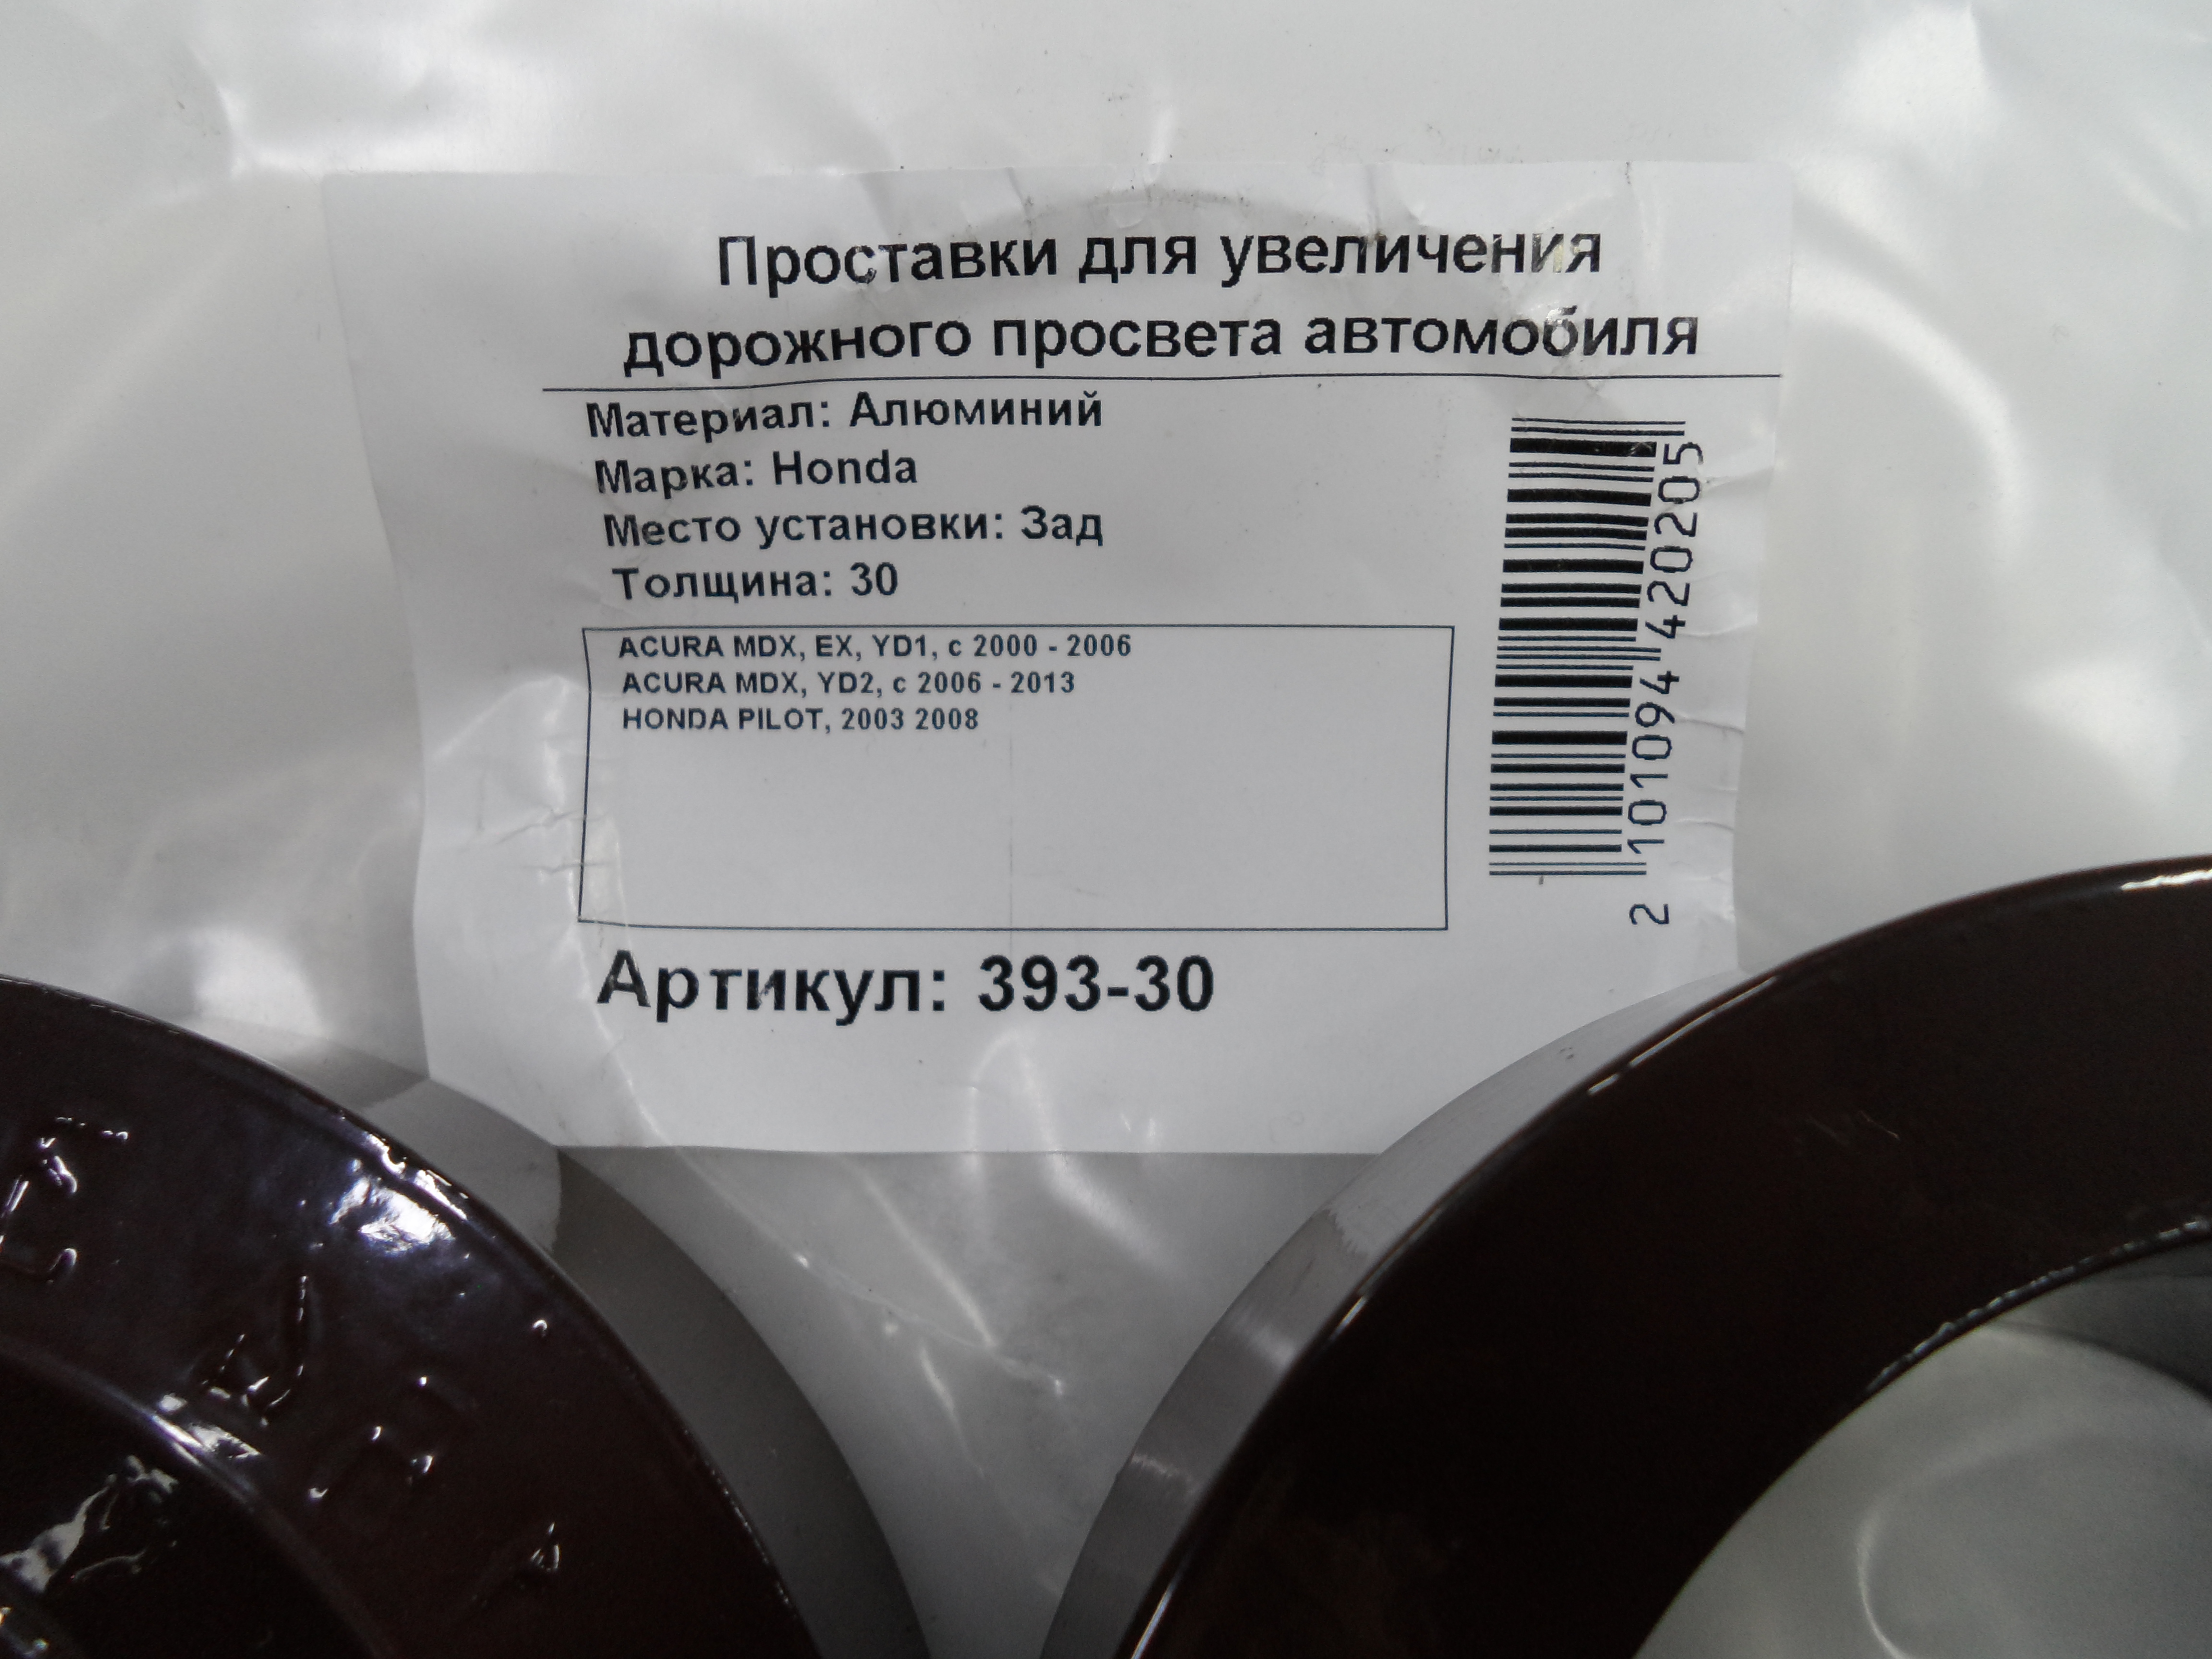 Проставки для увеличения
дорожного просвета автомобиля
Материал: Алюминий
Марка: Honda
Место установки: Зад
Толщина: 30
ACURA MDX, EX, YD1, с 2000 - 2006
ACURA MDX, YD2, с 2006 - 2013
HONDA PILOT, 2003 2008
Артикул: 393-30
2 101094 420205